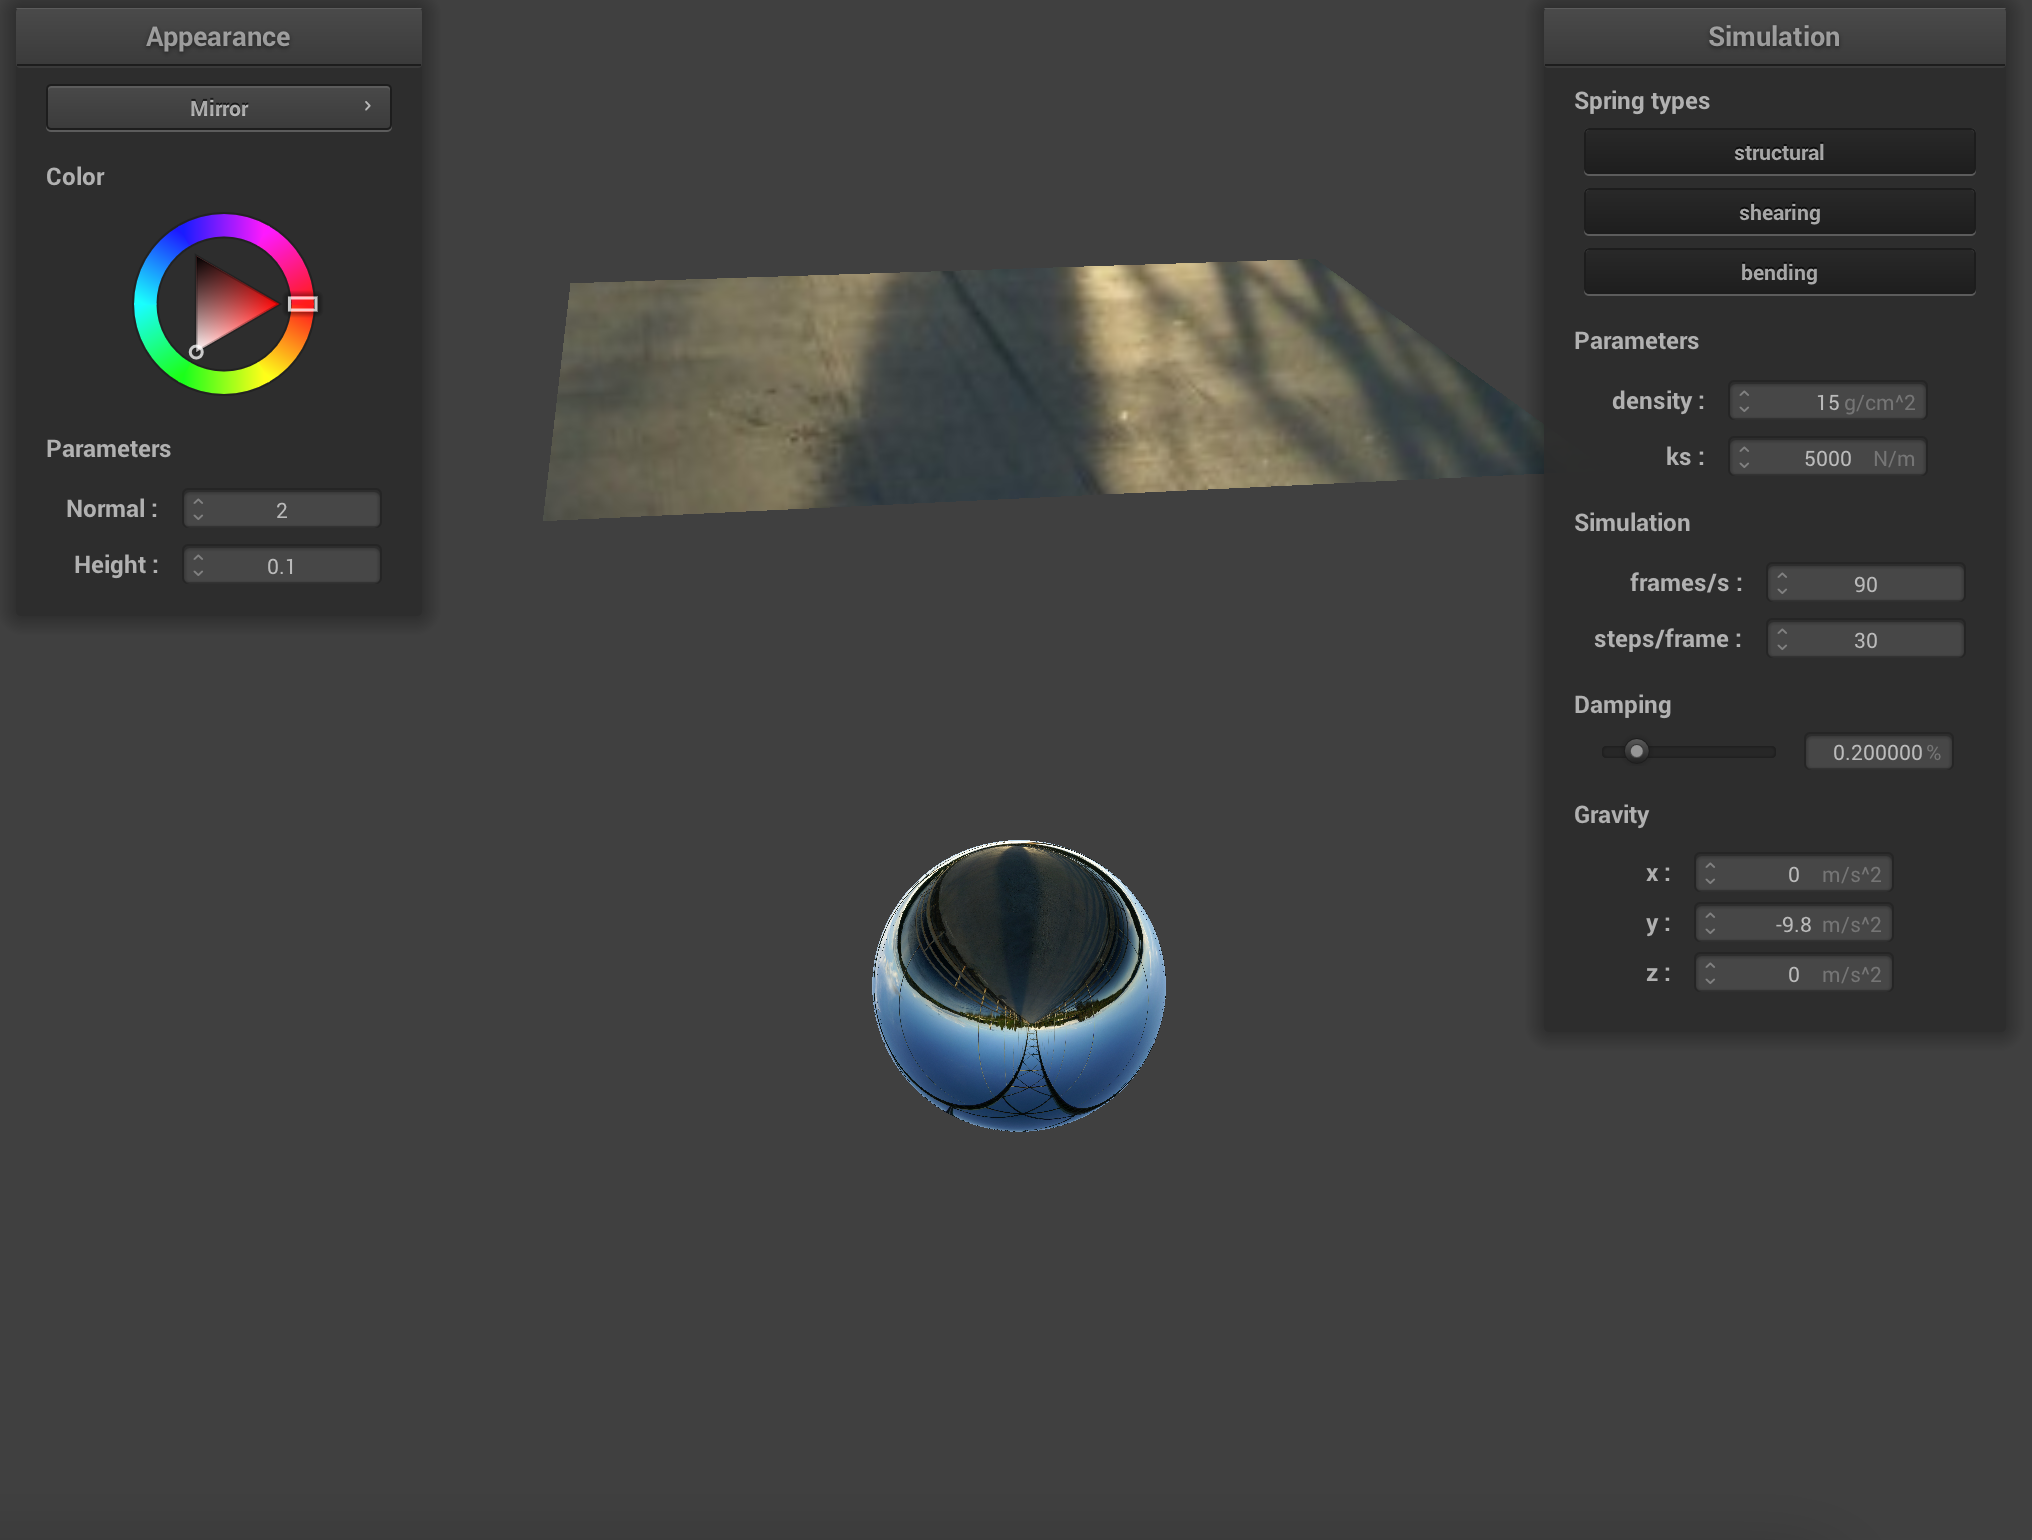 Appearance
Mirror
Color
Parameters
Normal : 2
Height : 0.1
Simulation
Spring types
structural
shearing
bending
Parameters
density : 15 g/cm^2
ks : 5000 N/m
Simulation
frames/s : 90
steps/frame : 30
Damping
0.200000 %
Gravity
x : 0 m/s^2
y : -9.8 m/s^2
z : 0 m/s^2